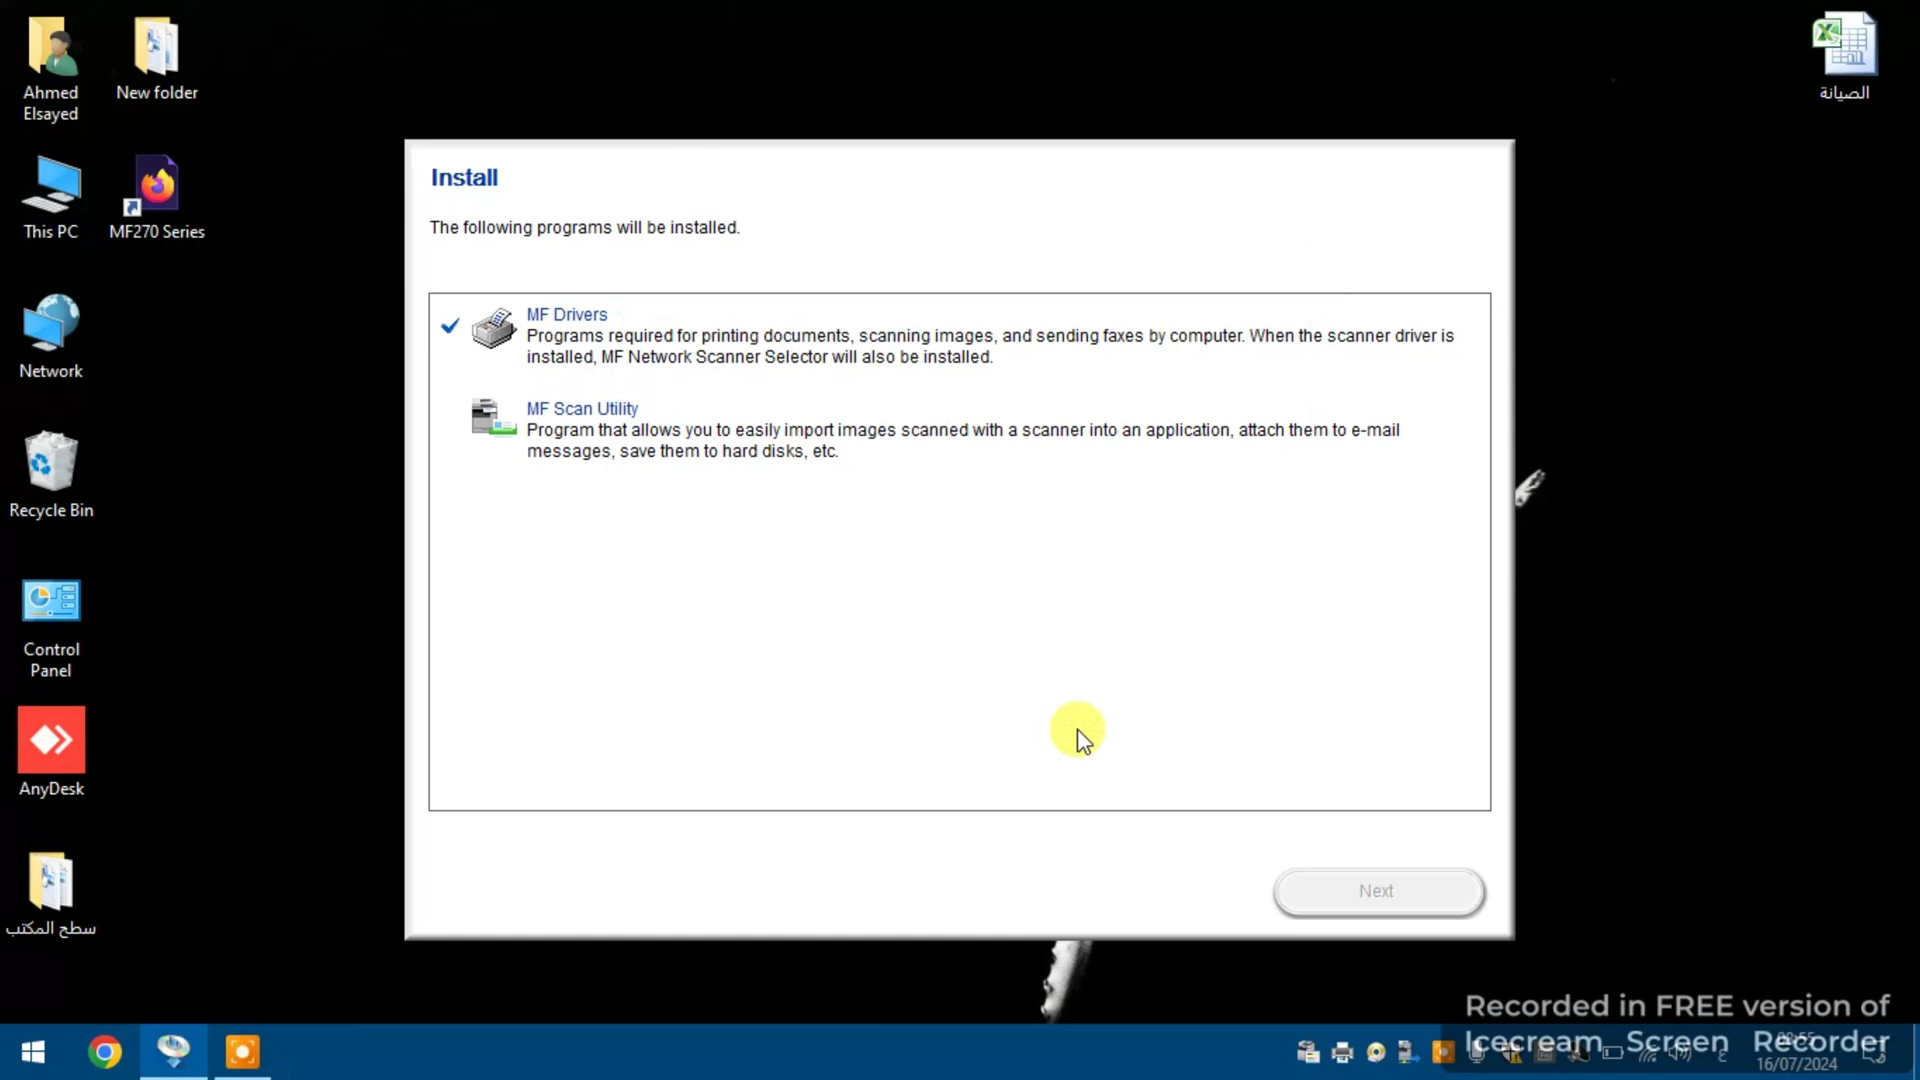 Ahmed
Elsayed
New folder
الصيانة
This PC
MF270 Series
Network
Recycle Bin
Control
Panel
AnyDesk
سطح المكتب
Install
The following programs will be installed.
MF Drivers
Programs required for printing documents, scanning images, and sending faxes by computer. When the scanner driver is
installed, MF Network Scanner Selector will also be installed.
MF Scan Utility
Program that allows you to easily import images scanned with a scanner into an application, attach them to e-mail
messages, save them to hard disks, etc.
Next
Recorded in FREE version of
Icecream Screen Recorder
16/07/2024